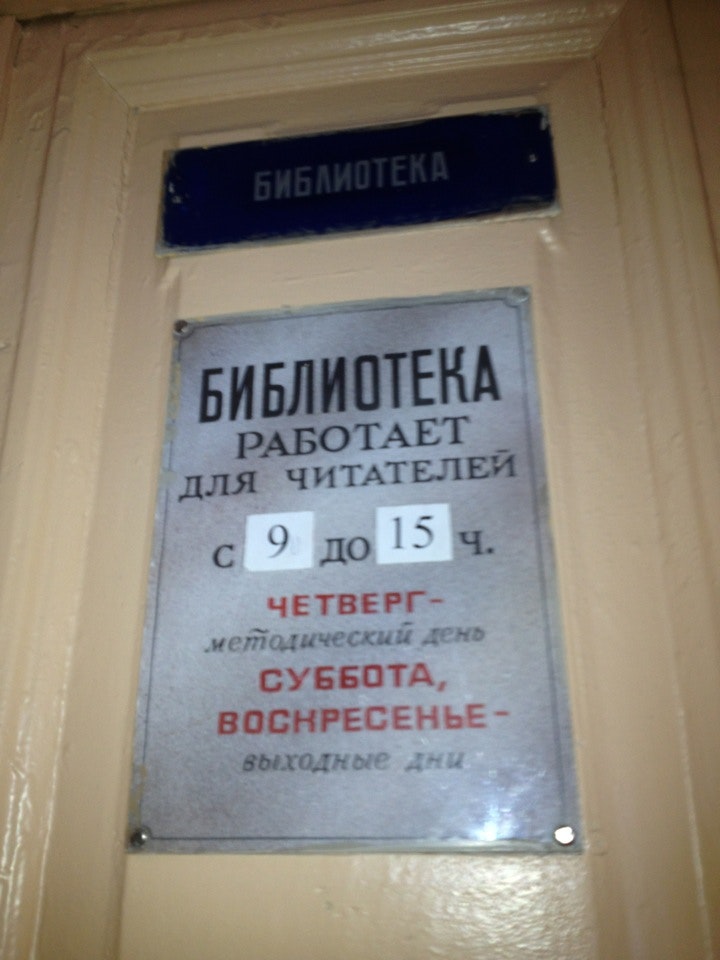 БИБЛИОТЕКА
БИБЛИОТЕКА
РАБОТАЕТ
ДЛЯ ЧИТАТЕЛЕЙ
С 9 ДО 15 Ч.
ЧЕТВЕРГ-
методический день
СУББОТА,
ВОСКРЕСЕНЬЕ-
выходные дни